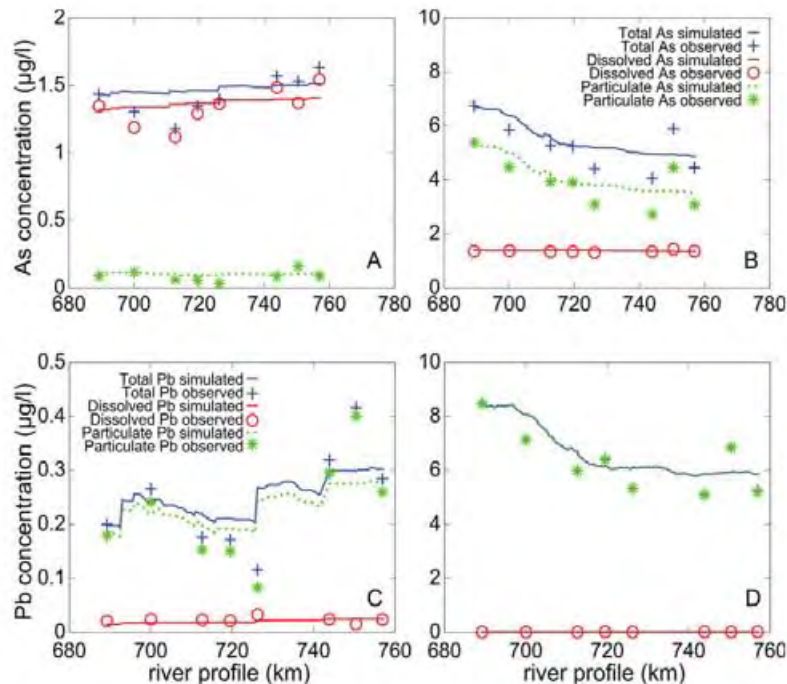 As concentration (µg/l)
2
1.5
1
0.5
0
680 700 720 740 760 780
A
10
8
6
4
2
0
680 700 720 740 760 780
B
Total As simulated
Total As observed
Dissolved As simulated
Dissolved As observed
Particulate As simulated
Particulate As observed
Pb concentration (µg/l)
0.5
0.4
0.3
0.2
0.1
0
680 700 720 740 760
C
Total Pb simulated
Total Pb observed
Dissolved Pb simulated
Dissolved Pb observed
Particulate Pb simulated
Particulate Pb observed
river profile (km)
10
8
6
4
2
0
680 700 720 740 760 780
D
river profile (km)